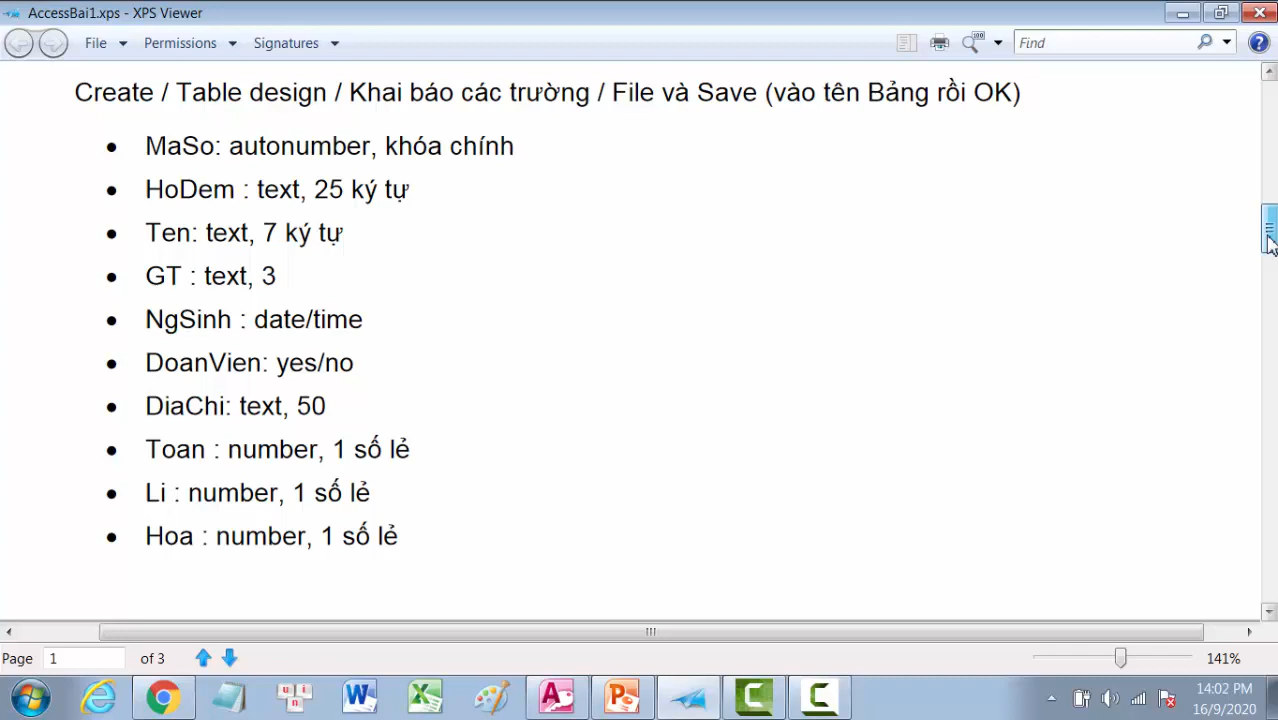 AccessBai1.xps - XPS Viewer
File Permissions Signatures Find
Create / Table design / Khai báo các trường / File và Save (vào tên Bảng rồi OK)
• MaSo: autonumber, khóa chính
• HoDem : text, 25 ký tự
• Ten: text, 7 ký tự
• GT : text, 3
• NgSinh : date/time
• DoanVien: yes/no
• DiaChi: text, 50
• Toan : number, 1 số lẻ
• Li : number, 1 số lẻ
• Hoa : number, 1 số lẻ
Page 1 of 3 141%
14:02 PM
16/9/2020